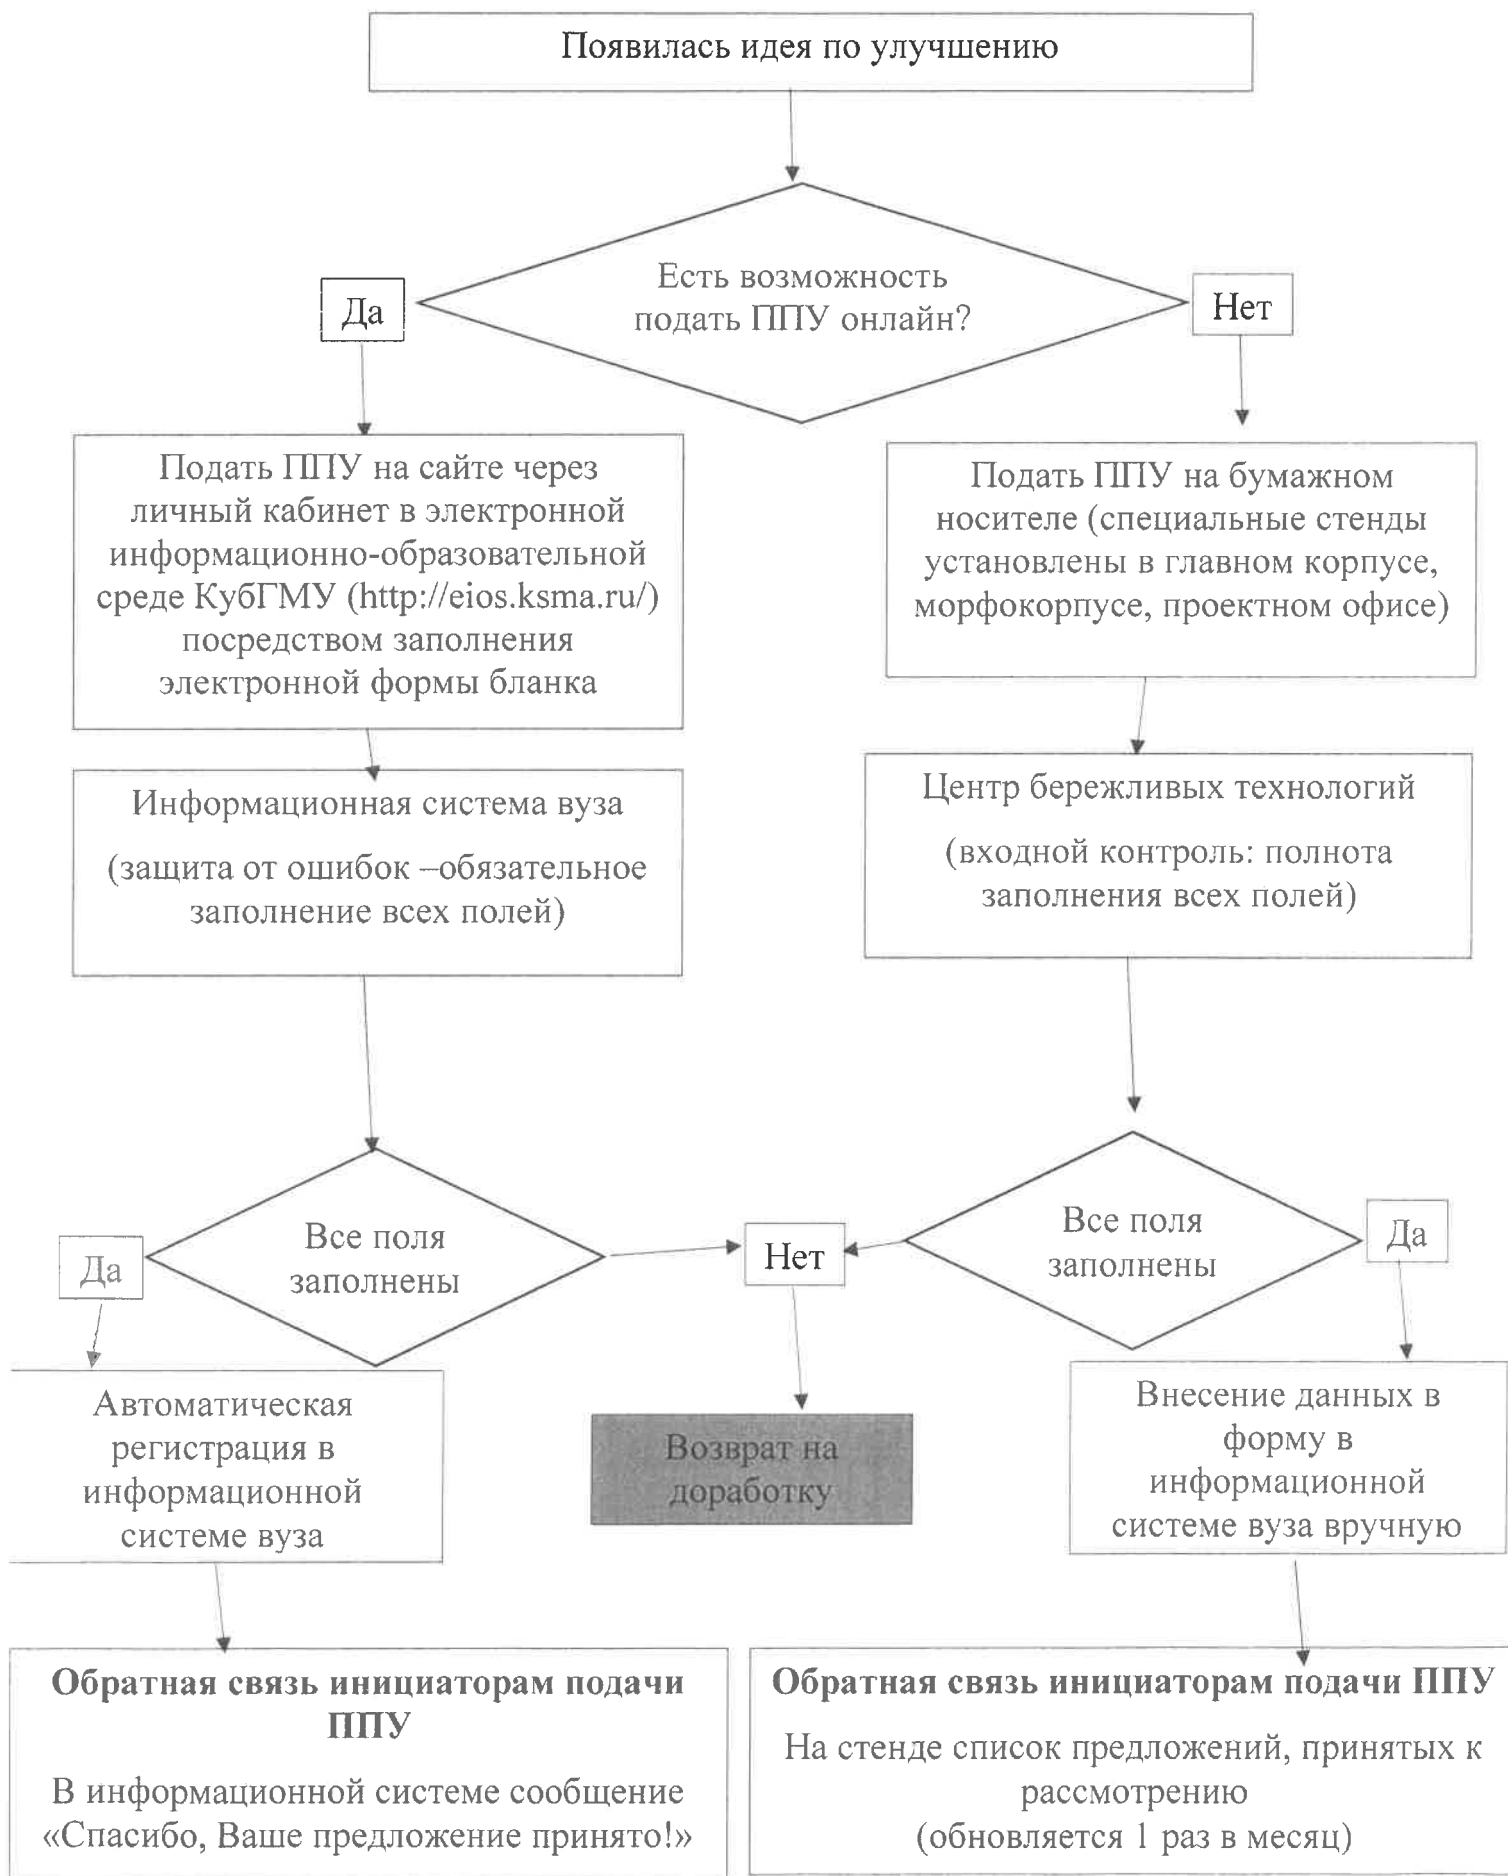 Появилась идея по улучшению
Есть возможность
подать ППУ онлайн?
Да
Нет
Подать ППУ на сайте через
личный кабинет в электронной
информационно-образовательной
среде КубГМУ (http://eios.ksma.ru/)
посредством заполнения
электронной формы бланка
Подать ППУ на бумажном
носителе (специальные стенды
установлены в главном корпусе,
морфокорпусе, проектном офисе)
Информационная система вуза
(защита от ошибок –обязательное
заполнение всех полей)
Центр бережливых технологий
(входной контроль: полнота
заполнения всех полей)
Да
Все поля
заполнены
Нет
Все поля
заполнены
Да
Автоматическая
регистрация в
информационной
системе вуза
Возврат на
доработку
Внесение данных в
форму в
информационной
системе вуза вручную
Обратная связь инициаторам подачи
ППУ
В информационной системе сообщение
«Спасибо, Ваше предложение принято!»
Обратная связь инициаторам подачи ППУ
На стенде список предложений, принятых к
рассмотрению
(обновляется 1 раз в месяц)